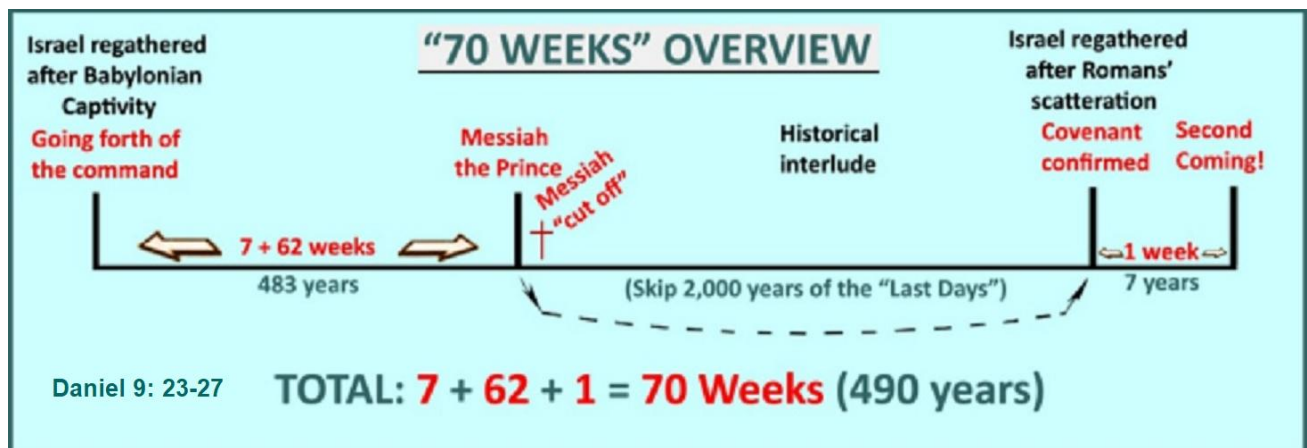 “70 WEEKS” OVERVIEW
Israel regathered
after Babylonian
Captivity
Going forth of
the command
Messiah
the Prince
Messiah
“cut off”
Historical
interlude
Israel regathered
after Romans’
scatteration
Covenant
confirmed
Second
Coming!
7 + 62 weeks
483 years
(Skip 2,000 years of the “Last Days”)
1 week
7 years
Daniel 9: 23-27
TOTAL: 7 + 62 + 1 = 70 Weeks (490 years)